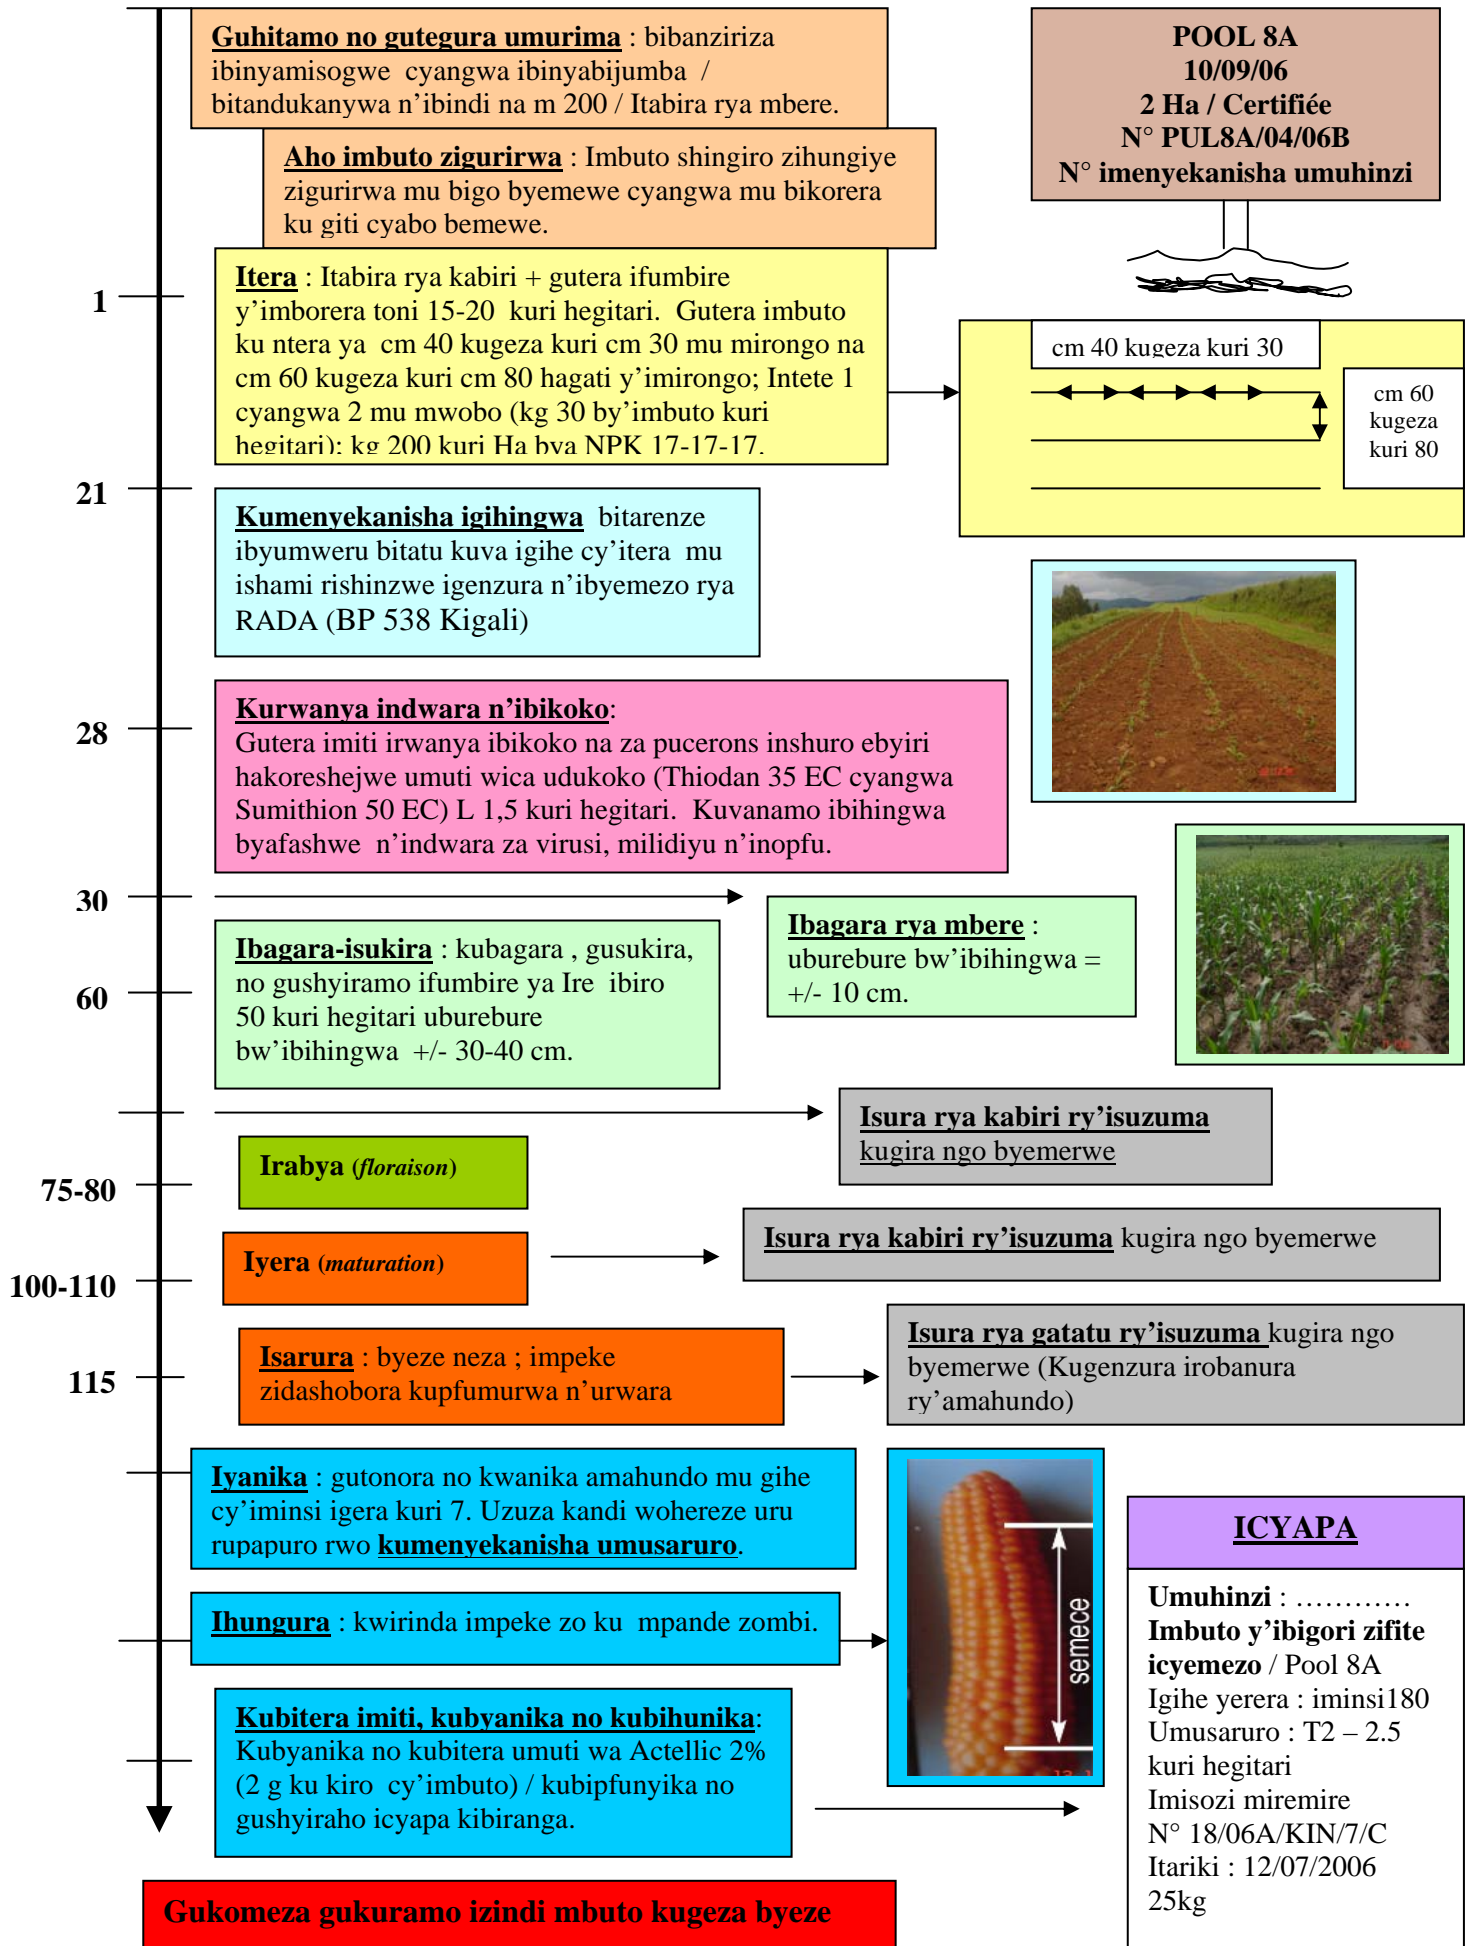 Guhitamo no gutegura umurima : bibanziriza
ibinyamisogwe cyangwa ibinyabijumba /
bitandukanywa n’ibindi na m 200 / Itabira rya mbere.
Aho imbuto zigurirwa : Imbuto shingiro zihungiye
zigurirwa mu bigo byemewe cyangwa mu bikorera
ku giti cyabo bemewe.
POOL 8A
10/09/06
2 Ha / Certifiée
N° PUL8A/04/06B
N° imenyekanisha umuhinzi
1
Itera : Itabira rya kabiri + gutera ifumbire
y’imborera toni 15-20 kuri hegitari. Gutera imbuto
ku ntera ya cm 40 kugeza kuri cm 30 mu mirongo na
cm 60 kugeza kuri cm 80 hagati y’imirongo; Intete 1
cyangwa 2 mu mwobo (kg 30 by’imbuto kuri
hegitari); kg 200 kuri Ha bya NPK 17-17-17.
cm 40 kugeza kuri 30
cm 60
kugeza
kuri 80
21
Kumenyekanisha igihingwa bitarenze
ibyumweru bitatu kuva igihe cy’itera mu
ishami rishinzwe igenzura n’ibyemezo rya
RADA (BP 538 Kigali)
28
Kurwanya indwara n’ibikoko:
Gutera imiti irwanya ibikoko na za pucerons inshuro ebyiri
hakoreshejwe umuti wica udukoko (Thiodan 35 EC cyangwa
Sumithion 50 EC) L 1,5 kuri hegitari. Kuvanamo ibihingwa
byafashwe n’indwara za virusi, milidiyu n’inopfu.
30
Ibagara rya mbere :
uburebure bw’ibihingwa =
+/- 10 cm.
60
Ibagara-isukira : kubagara , gusukira,
no gushyiramo ifumbire ya Ire ibiro
50 kuri hegitari uburebure
bw’ibihingwa +/- 30-40 cm.
Isura rya kabiri ry’isuzuma
kugira ngo byemerwe
75-80
Irabya (floraison)
100-110
Iyera (maturation)
Isura rya kabiri ry’isuzuma kugira ngo byemerwe
115
Isarura : byeze neza ; impeke
zidashobora kupfumurwa n’urwara
Isura rya gatatu ry’isuzuma kugira ngo
byemerwe (Kugenzura irobanura
ry’amahundo)
Iyanika : gutonora no kwanika amahundo mu gihe
cy’iminsi igera kuri 7. Uzuza kandi wohereze uru
rupapuro rwo kumenyekanisha umusaruro.
Ihungura : kwirinda impeke zo ku mpande zombi.
semece
Kubitera imiti, kubyanika no kubihunika:
Kubyanika no kubitera umuti wa Actellic 2%
(2 g ku kiro cy’imbuto) / kubipfunyika no
gushyiraho icyapa kibiranga.
ICYAPA
Umuhinzi : …………
Imbuto y’ibigori zifite
icyemezo / Pool 8A
Igihe yerera : iminsi180
Umusaruro : T2 – 2.5
kuri hegitari
Imisozi miremire
N° 18/06A/KIN/7/C
Itariki : 12/07/2006
25kg
Gukomeza gukuramo izindi mbuto kugeza byeze